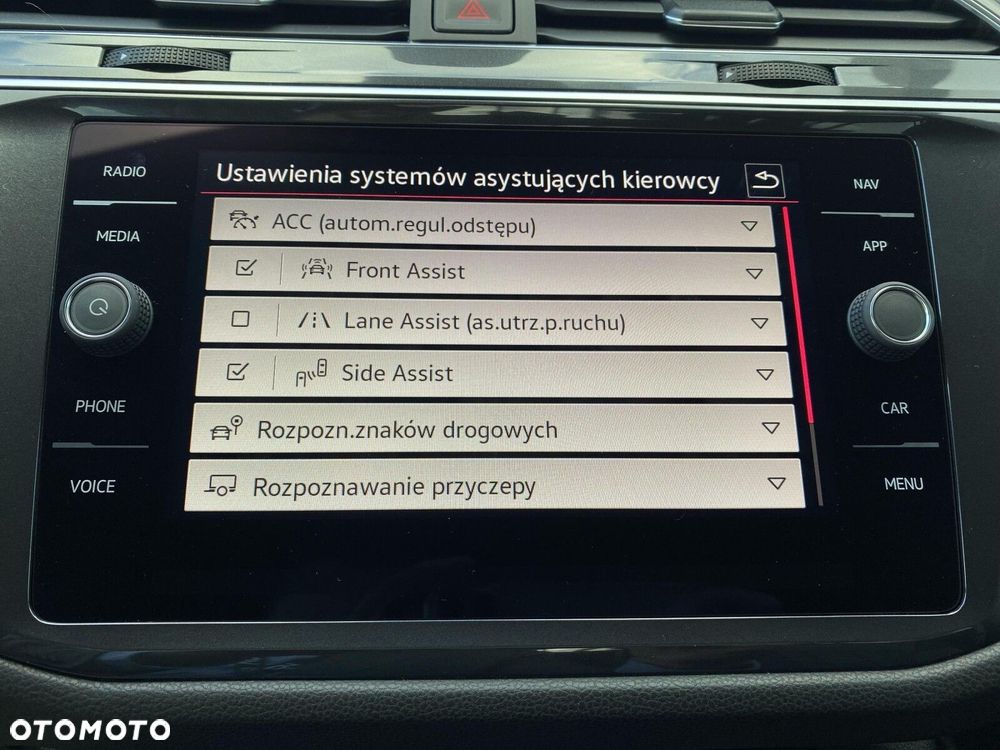 RADIO
MEDIA
PHONE
VOICE
Ustawienia systemów asystujących kierowcy
ACC (autom.regul.odstępu)
Front Assist
Lane Assist (as.utrz.p.ruchu)
Side Assist
Rozpozn.znaków drogowych
Rozpoznawanie przyczepy
NAV
APP
CAR
MENU
OTOMOTO